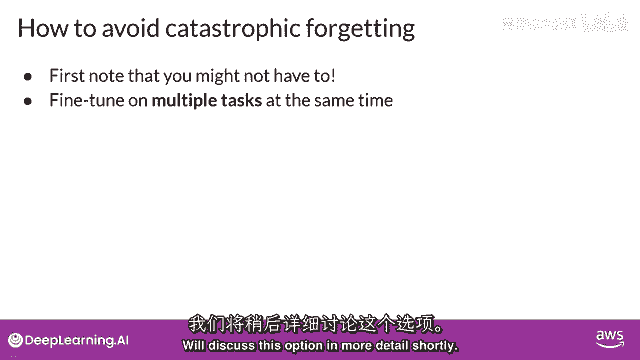 How to avoid catastrophic forgetting
• First note that you might not have to!
• Fine-tune on multiple tasks at the same time
我们将稍后详细讨论这个选项。
Will discuss this option in more detail shortly.
DeepLearning.AI
aws